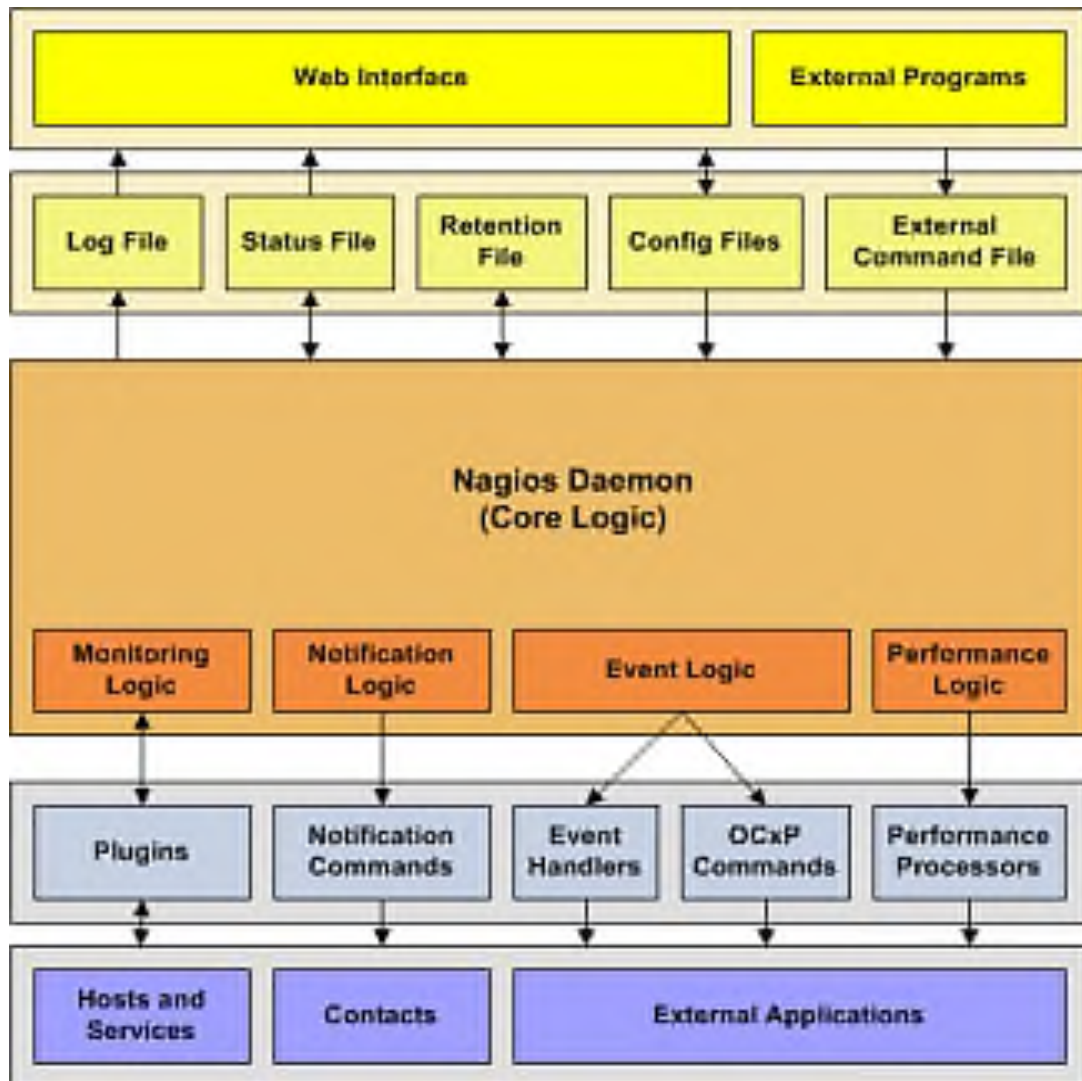 Web Interface
External Programs
Log File
Status File
Retention
File
Config Files
External
Command File
Nagios Daemon
(Core Logic)
Monitoring
Logic
Notification
Logic
Event Logic
Performance
Logic
Plugins
Notification
Commands
Event
Handlers
OCxP
Commands
Performance
Processors
Hosts and
Services
Contacts
External Applications